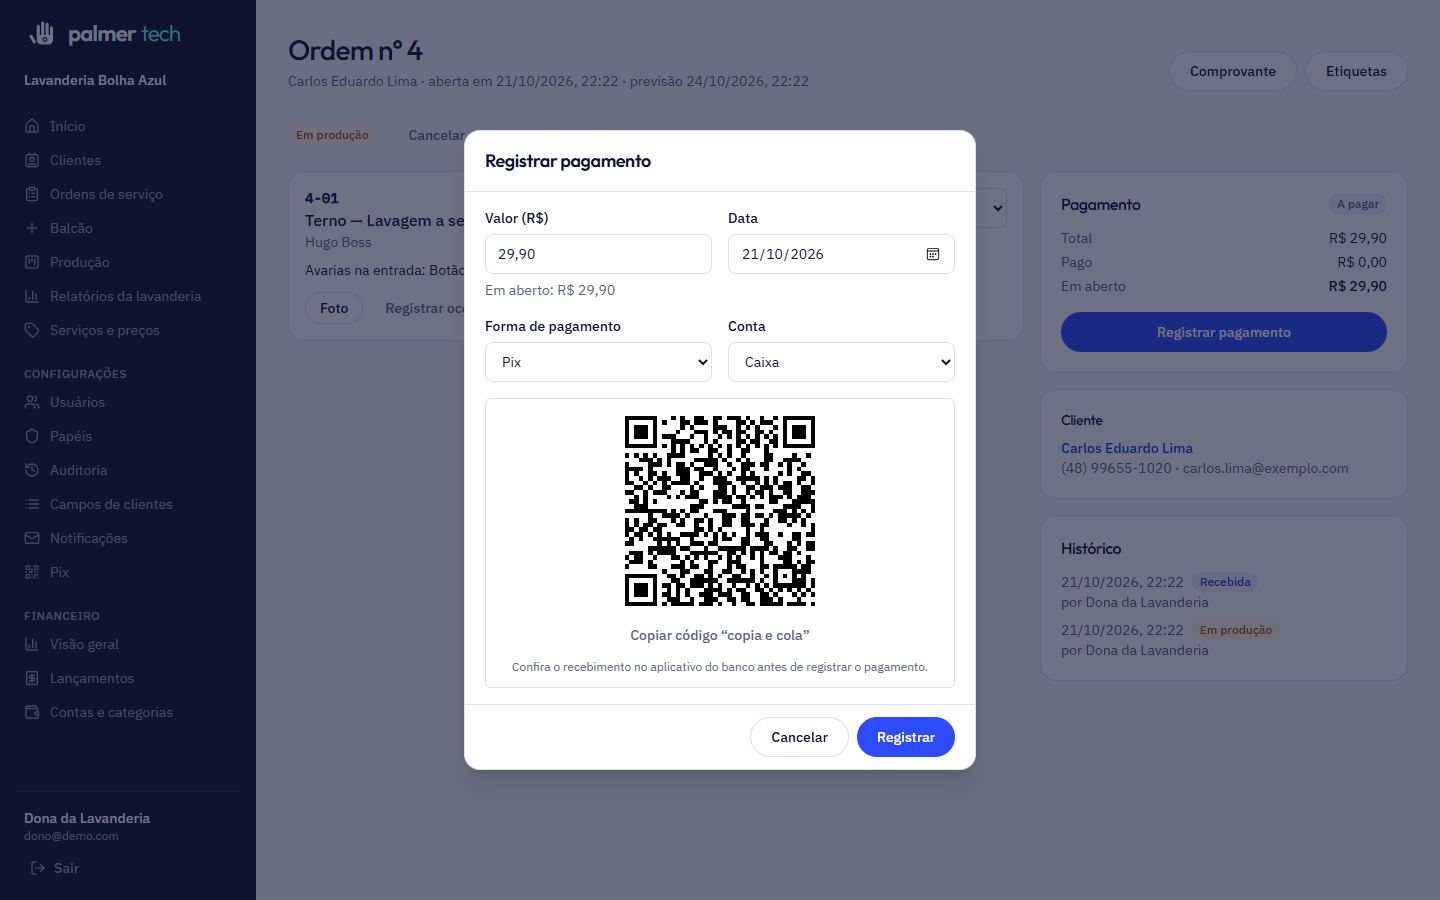 palmer tech
Lavanderia Bolha Azul
Início
Clientes
Ordens de serviço
Balcão
Produção
Relatórios da lavanderia
Serviços e preços
CONFIGURAÇÕES
Usuários
Papéis
Auditoria
Campos de clientes
Notificações
Pix
FINANCEIRO
Visão geral
Lançamentos
Contas e categorias
Dona da Lavanderia
dono@demo.com
Sair
Ordem nº 4
Carlos Eduardo Lima · aberta em 21/10/2026, 22:22 · previsão 24/10/2026, 22:22
Comprovante
Etiquetas
Em produção
Cancelar
4-01
Terno — Lavagem a se
Hugo Boss
Avarias na entrada: Botão
Foto
Registrar oco
Registrar pagamento
Valor (R$)
Data
29,90
21/10/2026
Em aberto: R$ 29,90
Forma de pagamento
Conta
Pix
Caixa
Copiar código “copia e cola”
Confira o recebimento no aplicativo do banco antes de registrar o pagamento.
Cancelar
Registrar
Pagamento
A pagar
Total R$ 29,90
Pago R$ 0,00
Em aberto R$ 29,90
Registrar pagamento
Cliente
Carlos Eduardo Lima
(48) 99655-1020 · carlos.lima@exemplo.com
Histórico
21/10/2026, 22:22 Recebida
por Dona da Lavanderia
21/10/2026, 22:22 Em produção
por Dona da Lavanderia